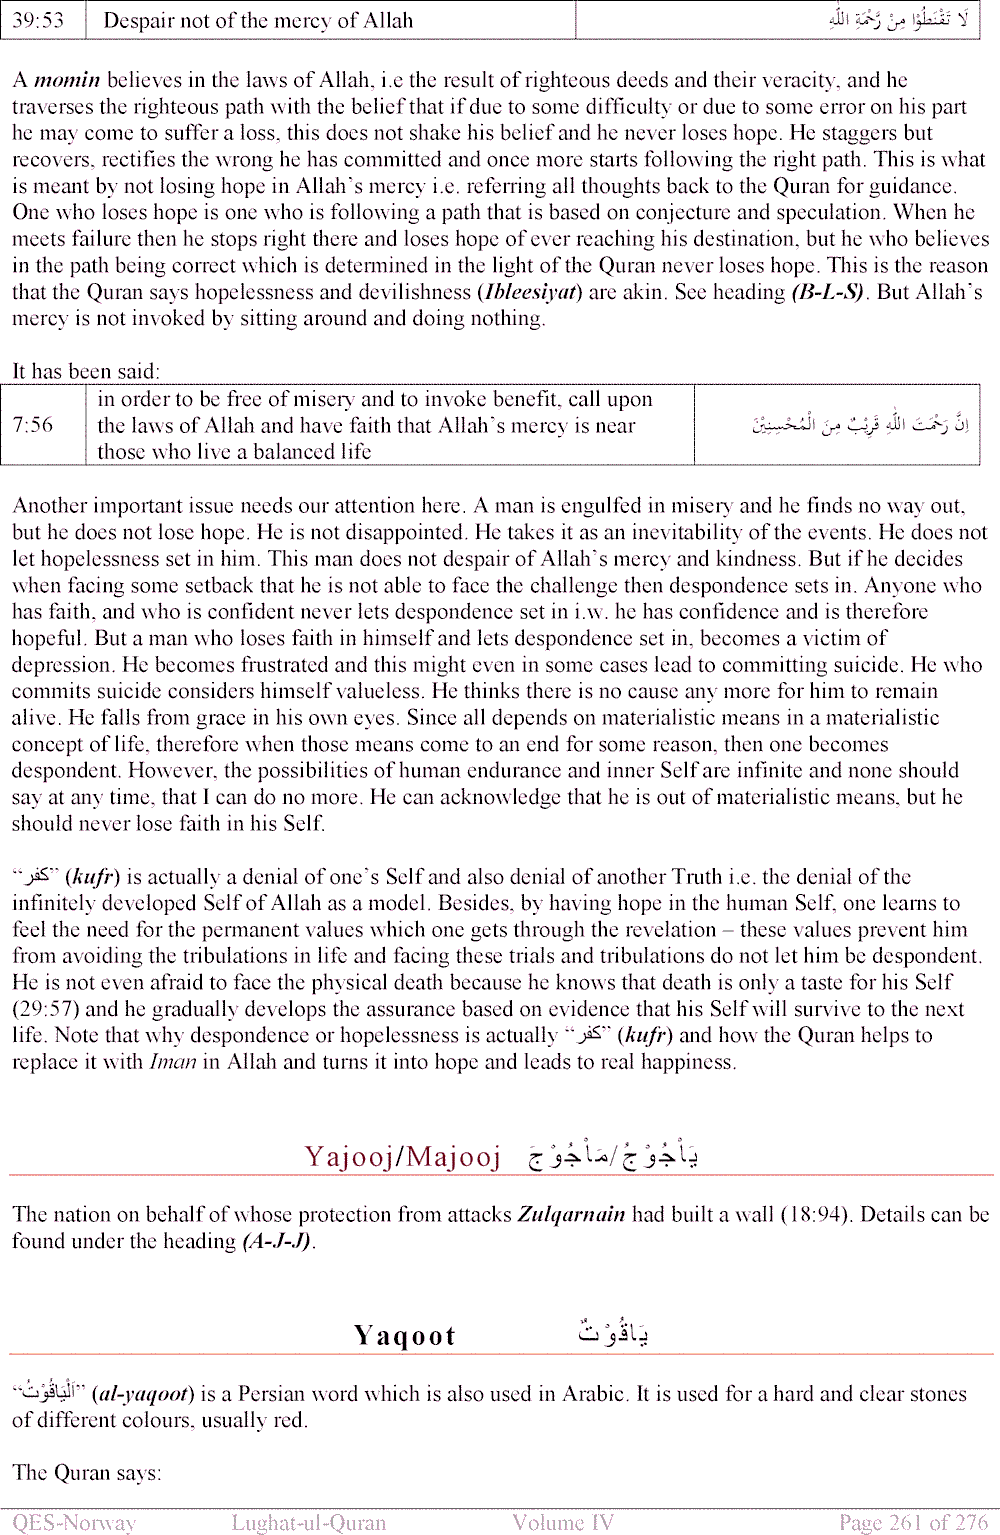 39:53 Despair not of the mercy of Allah لَا تَقْنَطُوْا مِنْ رَّحْمَةِ اللّٰهِ
A momin believes in the laws of Allah, i.e the result of righteous deeds and their veracity, and he
traverses the righteous path with the belief that if due to some difficulty or due to some error on his part
he may come to suffer a loss, this does not shake his belief and he never loses hope. He staggers but
recovers, rectifies the wrong he has committed and once more starts following the right path. This is what
is meant by not losing hope in Allah's mercy i.e. referring all thoughts back to the Quran for guidance.
One who loses hope is one who is following a path that is based on conjecture and speculation. When he
meets failure then he stops right there and loses hope of ever reaching his destination, but he who believes
in the path being correct which is determined in the light of the Quran never loses hope. This is the reason
that the Quran says hopelessness and devilishness (Ibleesiyat) are akin. See heading (B-L-S). But Allah's
mercy is not invoked by sitting around and doing nothing.
It has been said:
in order to be free of misery and to invoke benefit, call upon
7:56 the laws of Allah and have faith that Allah's mercy is near اِنَّ رَحْمَتَ اللّٰهِ قَرِيْبٌ مِنَ الْمُحْسِنِيْنَ
those who live a balanced life
Another important issue needs our attention here. A man is engulfed in misery and he finds no way out,
but he does not lose hope. He is not disappointed. He takes it as an inevitability of the events. He does not
let hopelessness set in him. This man does not despair of Allah's mercy and kindness. But if he decides
when facing some setback that he is not able to face the challenge then despondence sets in. Anyone who
has faith, and who is confident never lets despondence set in i.w. he has confidence and is therefore
hopeful. But a man who loses faith in himself and lets despondence set in, becomes a victim of
depression. He becomes frustrated and this might even in some cases lead to committing suicide. He who
commits suicide considers himself valueless. He thinks there is no cause any more for him to remain
alive. He falls from grace in his own eyes. Since all depends on materialistic means in a materialistic
concept of life, therefore when those means come to an end for some reason, then one becomes
despondent. However, the possibilities of human endurance and inner Self are infinite and none should
say at any time, that I can do no more. He can acknowledge that he is out of materialistic means, but he
should never lose faith in his Self.
“كفر” (kufr) is actually a denial of one's Self and also denial of another Truth i.e. the denial of the
infinitely developed Self of Allah as a model. Besides, by having hope in the human Self, one learns to
feel the need for the permanent values which one gets through the revelation – these values prevent him
from avoiding the tribulations in life and facing these trials and tribulations do not let him be despondent.
He is not even afraid to face the physical death because he knows that death is only a taste for his Self
(29:57) and he gradually develops the assurance based on evidence that his Self will survive to the next
life. Note that why despondence or hopelessness is actually “كفر” (kufr) and how the Quran helps to
replace it with Iman in Allah and turns it into hope and leads to real happiness.
Yajooj/Majooj يَأْجُوْجُ/مَأْجُوْجَ
The nation on behalf of whose protection from attacks Zulqarnain had built a wall (18:94). Details can be
found under the heading (A-J-J).
Yaqoot يَاقُوْتٌ
“اَلْيَاقُوْتُ” (al-yaqoot) is a Persian word which is also used in Arabic. It is used for a hard and clear stones
of different colours, usually red.
The Quran says:
QES-Norway Lughat-ul-Quran Volume IV Page 261 of 276